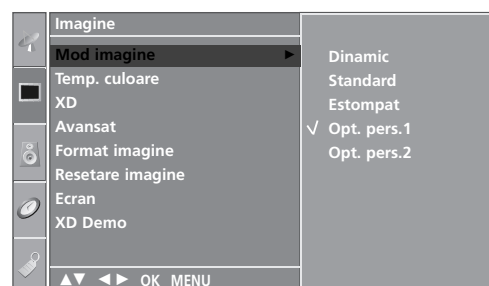 Imagine
Mod imagine ►
Temp. culoare
XD
Avansat
Format imagine
Resetare imagine
Ecran
XD Demo
▲▼ ◄► OK MENU
Dinamic
Standard
Estompat
√ Opt. pers.1
Opt. pers.2